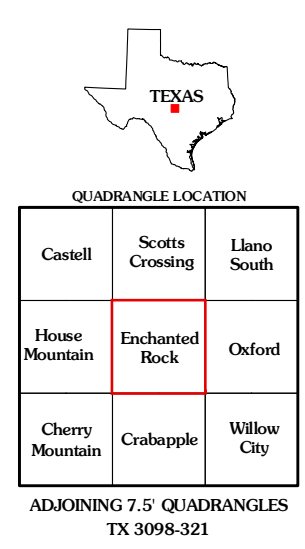 TEXAS
QUADRANGLE LOCATION
Castell
Scotts
Crossing
Llano
South
House
Mountain
Enchanted
Rock
Oxford
Cherry
Mountain
Crabapple
Willow
City
ADJOINING 7.5' QUADRANGLES
TX 3098-321